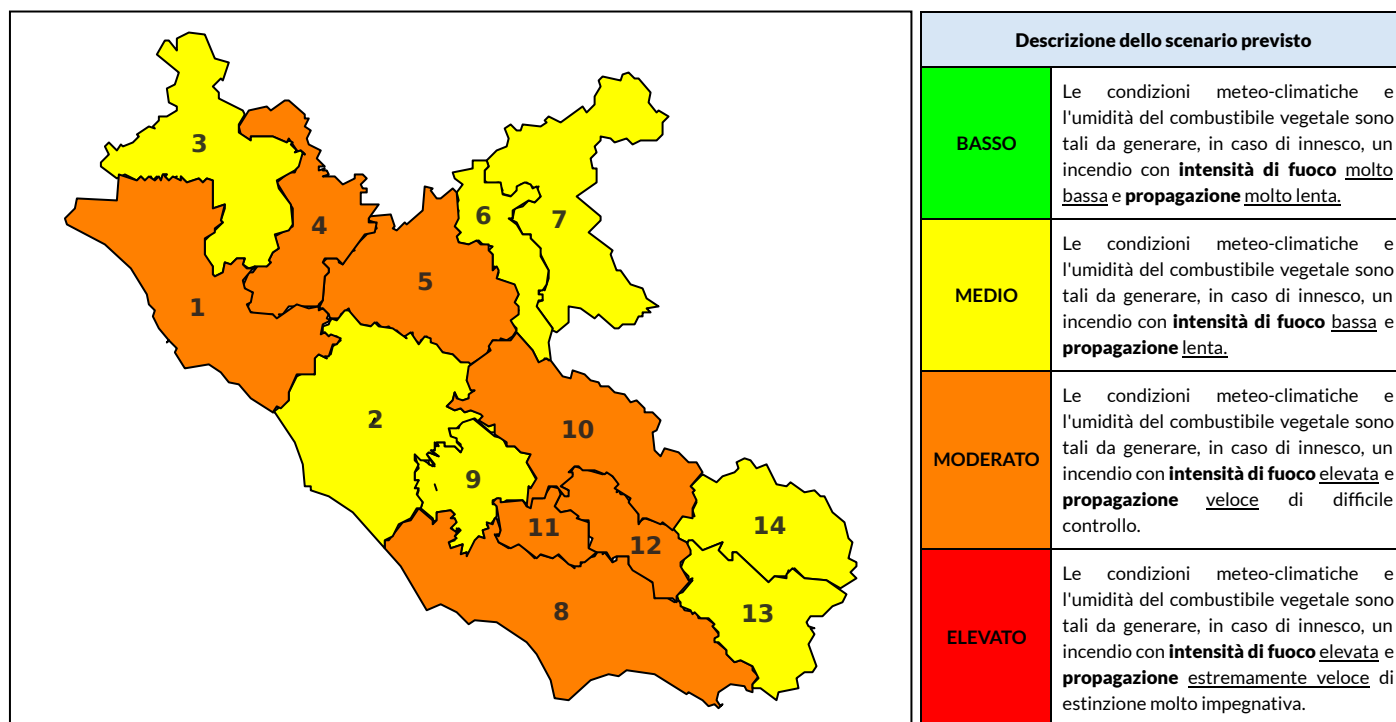 3
4
6
7
5
1
2
10
9
11
14
12
8
13
Descrizione dello scenario previsto
BASSO
Le condizioni meteo-climatiche e
l'umidità del combustibile vegetale sono
tali da generare, in caso di innesco, un
incendio con intensità di fuoco molto
bassa e propagazione molto lenta.
MEDIO
Le condizioni meteo-climatiche e
l'umidità del combustibile vegetale sono
tali da generare, in caso di innesco, un
incendio con intensità di fuoco bassa e
propagazione lenta.
MODERATO
Le condizioni meteo-climatiche e
l'umidità del combustibile vegetale sono
tali da generare, in caso di innesco, un
incendio con intensità di fuoco elevata e
propagazione veloce di difficile
controllo.
ELEVATO
Le condizioni meteo-climatiche e
l'umidità del combustibile vegetale sono
tali da generare, in caso di innesco, un
incendio con intensità di fuoco elevata e
propagazione estremamente veloce di
estinzione molto impegnativa.